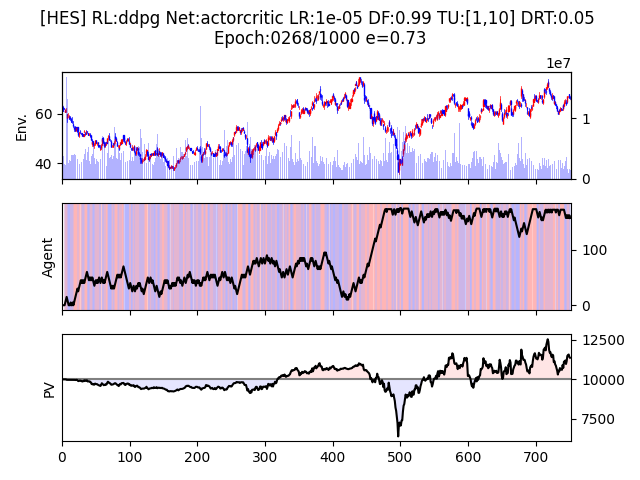 [HES] RL:ddpg Net:actorcritic LR:1e-05 DF:0.99 TU:[1,10] DRT:0.05
Epoch:0268/1000 e=0.73
1e7
Env.
60
40
1
0
Agent
100
0
PV
12500
10000
7500
0 100 200 300 400 500 600 700